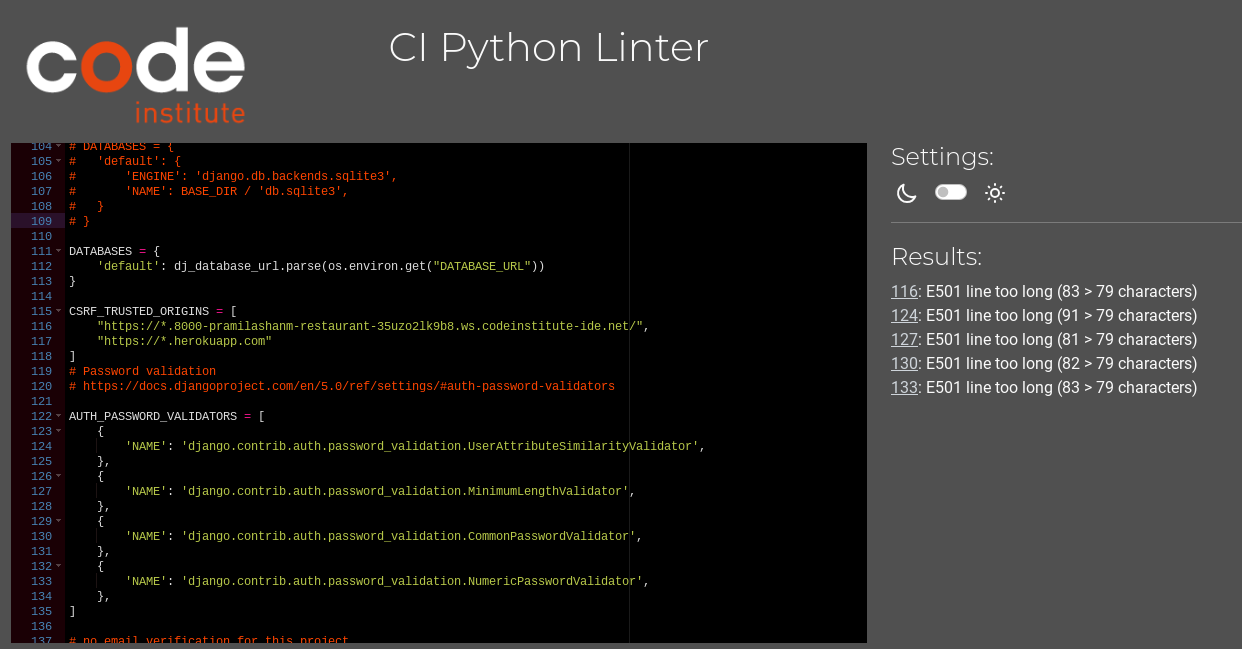 code
institute
CI Python Linter
104 # DATABASES = {
105 #   'default': {
106 #       'ENGINE': 'django.db.backends.sqlite3',
107 #       'NAME': BASE_DIR / 'db.sqlite3',
108 #   }
109 # }
110
111 DATABASES = {
112     'default': dj_database_url.parse(os.environ.get("DATABASE_URL"))
113 }
114
115 CSRF_TRUSTED_ORIGINS = [
116     "https://*.8000-pramilashanm-restaurant-35uzo2lk9b8.ws.codeinstitute-ide.net/",
117     "https://*.herokuapp.com"
118 ]
119 # Password validation
120 # https://docs.djangoproject.com/en/5.0/ref/settings/#auth-password-validators
121
122 AUTH_PASSWORD_VALIDATORS = [
123     {
124         'NAME': 'django.contrib.auth.password_validation.UserAttributeSimilarityValidator',
125     },
126     {
127         'NAME': 'django.contrib.auth.password_validation.MinimumLengthValidator',
128     },
129     {
130         'NAME': 'django.contrib.auth.password_validation.CommonPasswordValidator',
131     },
132     {
133         'NAME': 'django.contrib.auth.password_validation.NumericPasswordValidator',
134     },
135 ]
136
137 # no email verification for this project
Settings:
Results:
116: E501 line too long (83 > 79 characters)
124: E501 line too long (91 > 79 characters)
127: E501 line too long (81 > 79 characters)
130: E501 line too long (82 > 79 characters)
133: E501 line too long (83 > 79 characters)